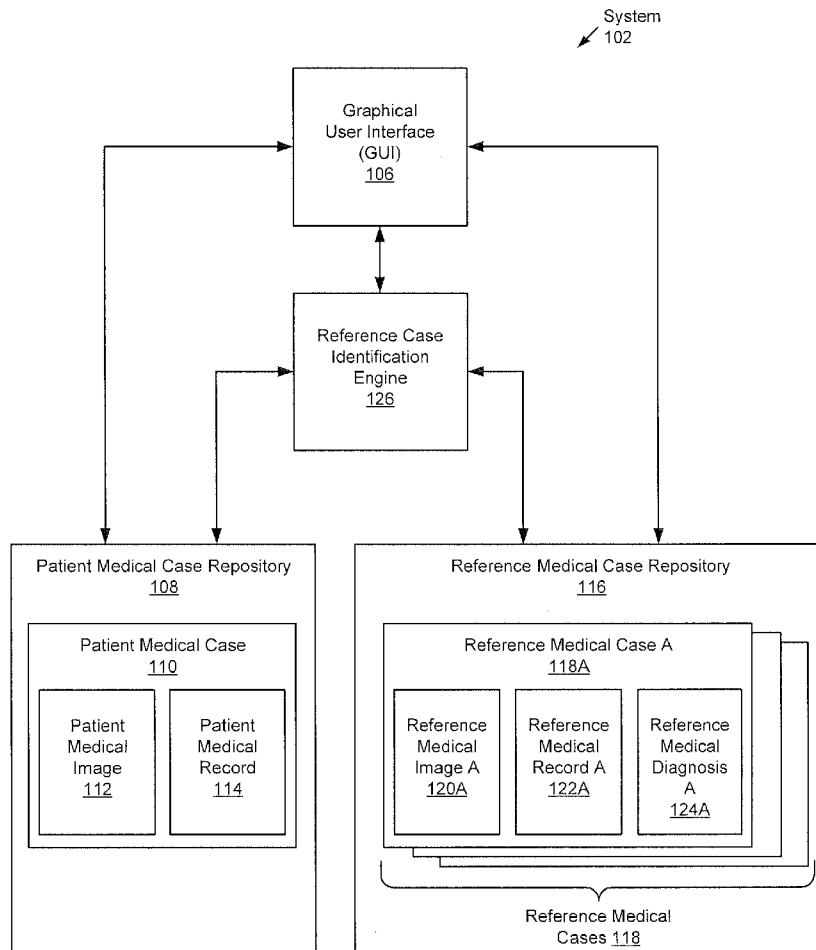 System
102
Graphical
User Interface
(GUI)
106
Reference Case
Identification
Engine
126
Patient Medical Case Repository
108
Patient Medical Case
110
Patient
Medical
Image
112
Patient
Medical
Record
114
Reference Medical Case Repository
116
Reference Medical Case A
118A
Reference
Medical
Image A
120A
Reference
Medical
Record A
122A
Reference
Medical
Diagnosis
A
124A
Reference Medical
Cases 118